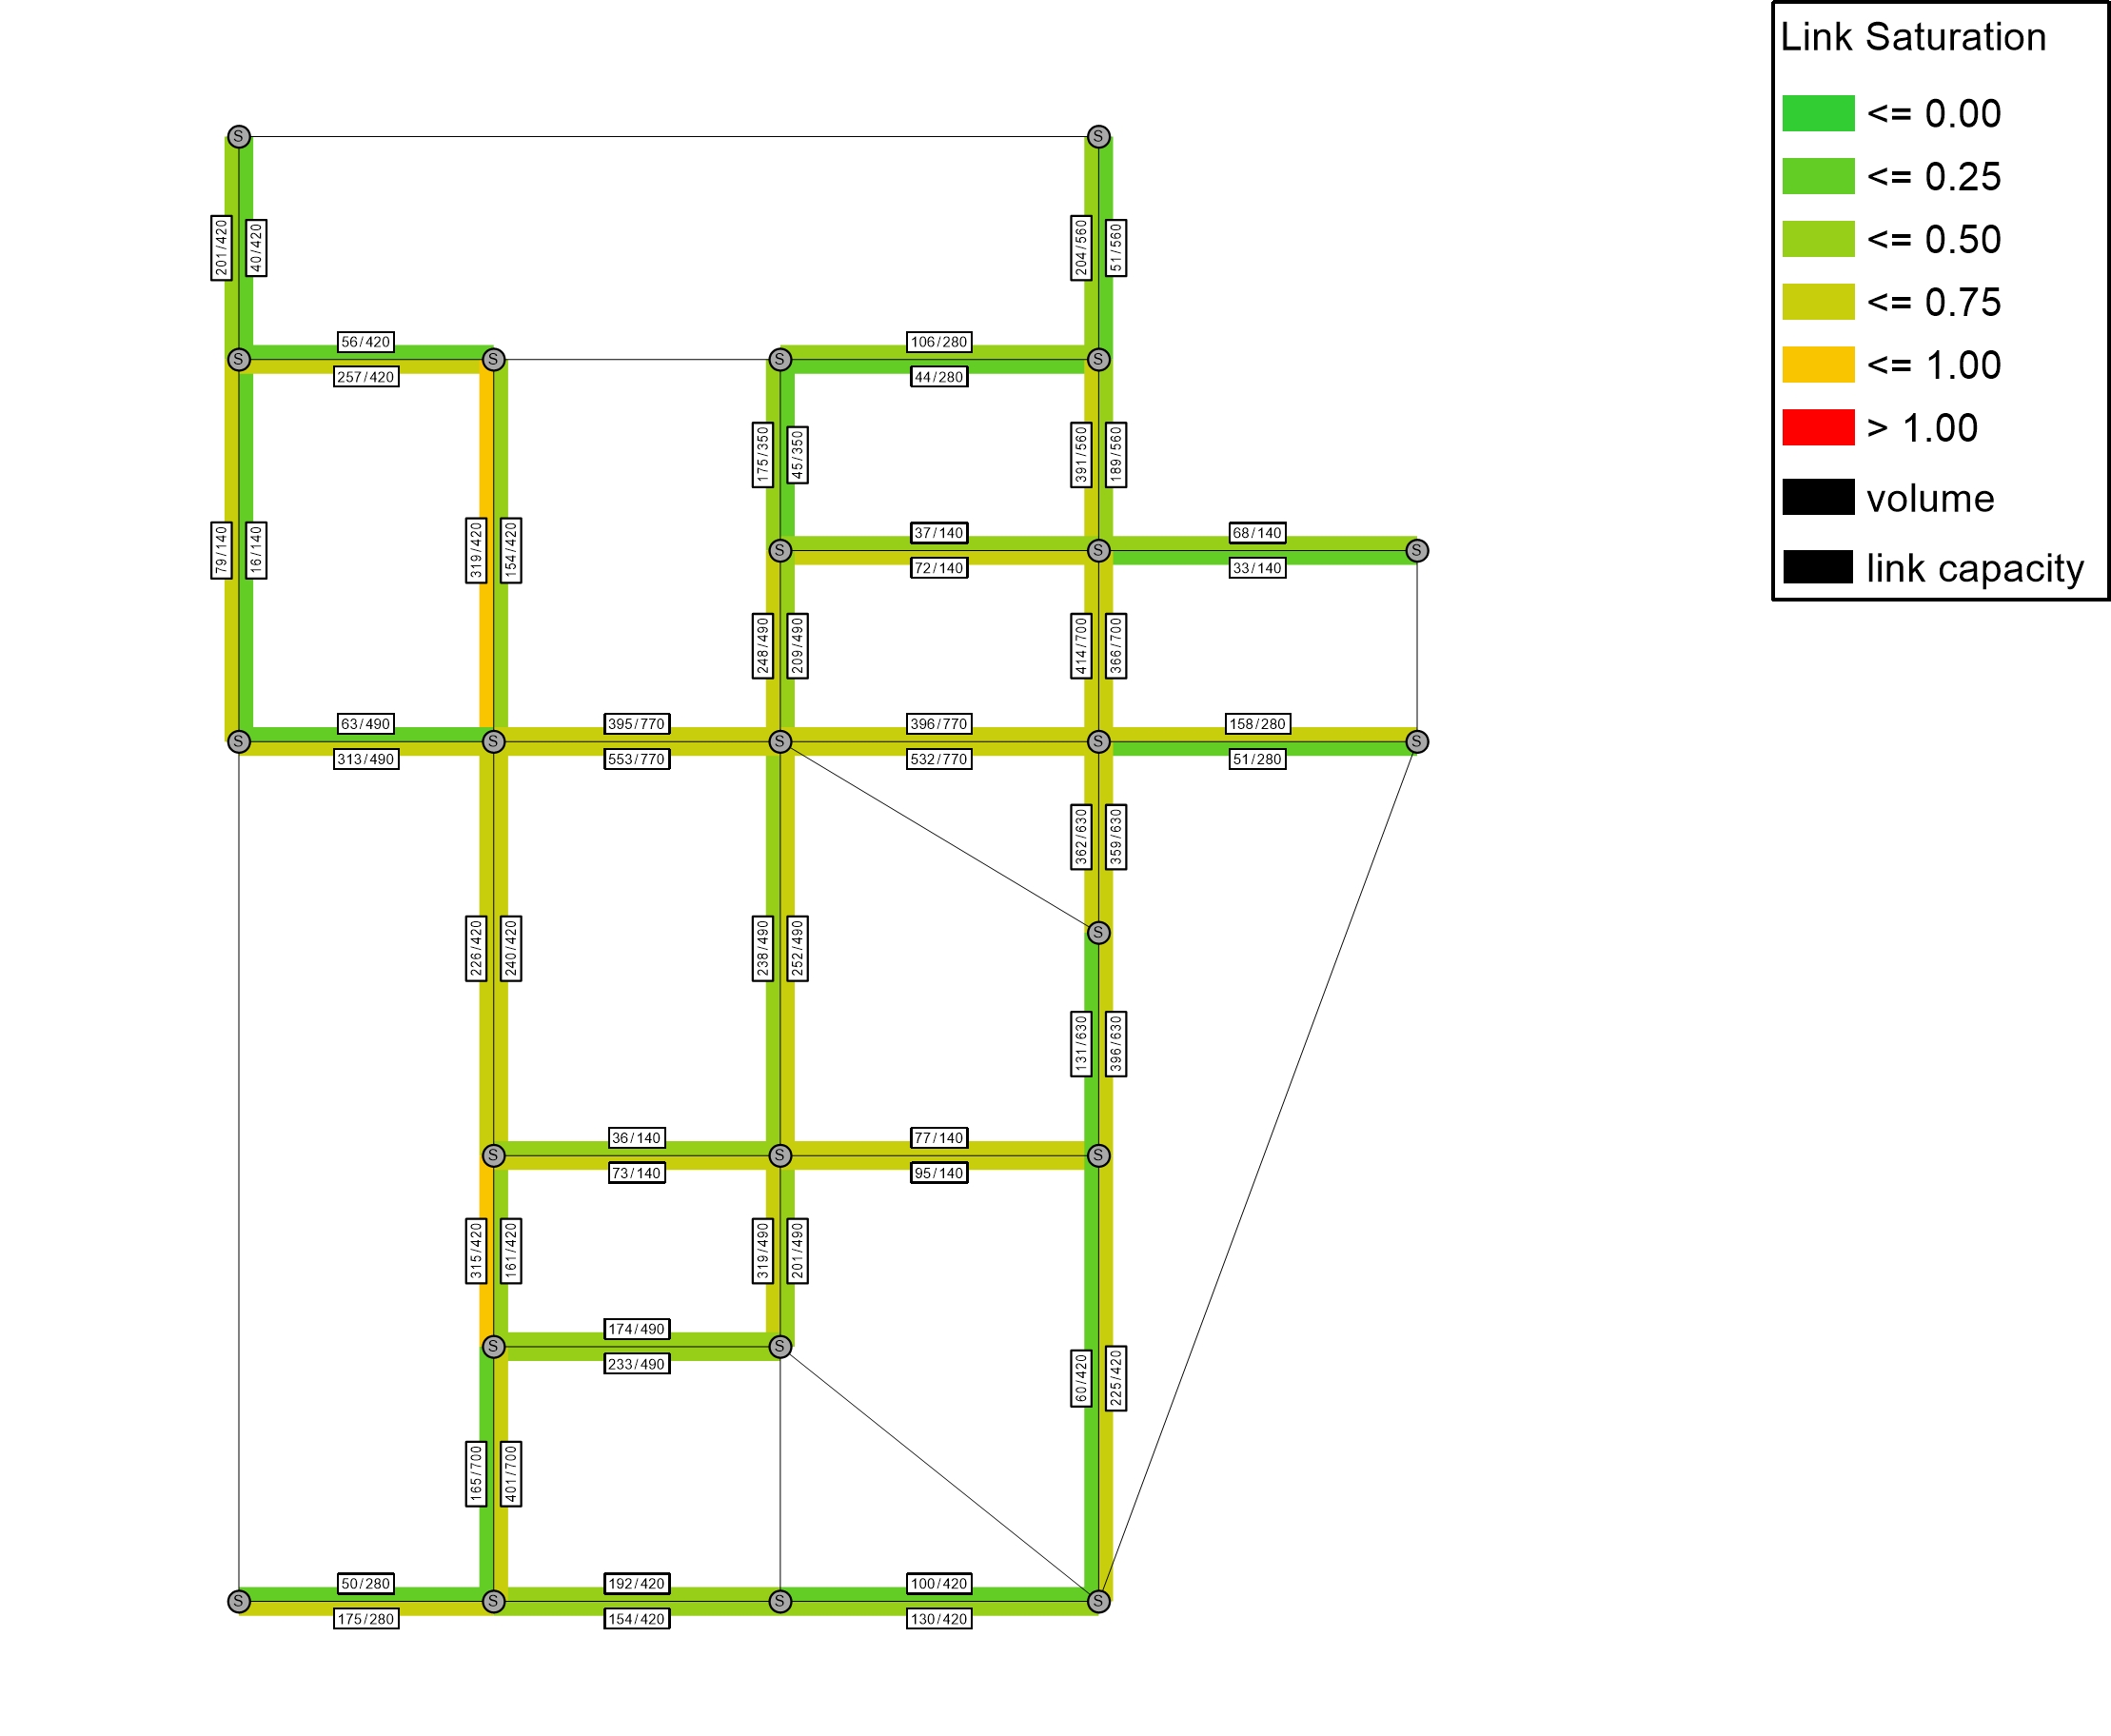 Link Saturation
<= 0.00
<= 0.25
<= 0.50
<= 0.75
<= 1.00
> 1.00
volume
link capacity
S
S
201/420
40/420
204/560
51/560
56/420
106/280
S
S
S
S
257/420
44/280
175/350
45/350
391/560
189/560
79/140
16/140
319/420
154/420
37/140
68/140
S
S
S
72/140
33/140
248/490
209/490
414/700
366/700
63/490
395/770
396/770
158/280
S
S
S
S
S
313/490
553/770
532/770
51/280
362/630
359/630
S
226/420
240/420
238/490
252/490
131/630
396/630
36/140
77/140
S
S
S
73/140
95/140
315/420
161/420
319/490
201/490
174/490
S
S
233/490
60/420
225/420
165/700
401/700
50/280
192/420
100/420
S
S
S
S
175/280
154/420
130/420